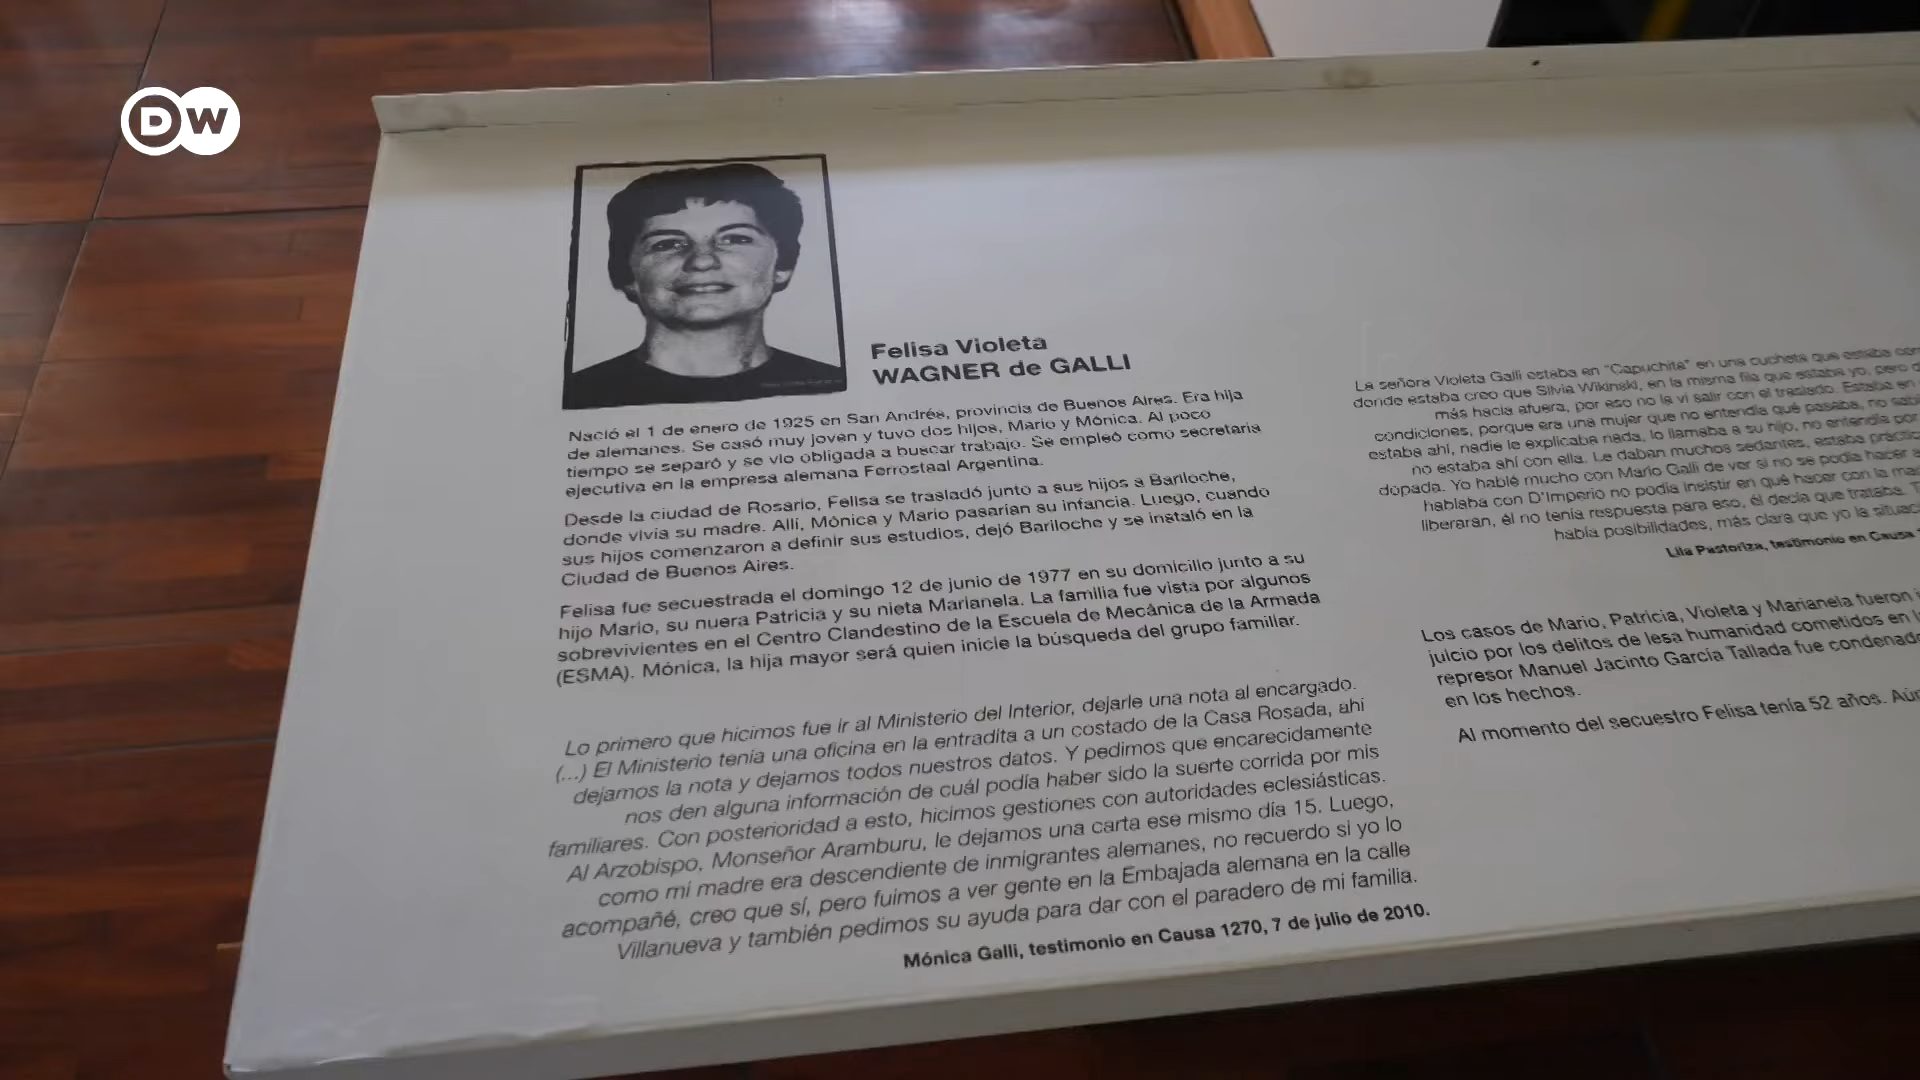 DW
Felisa Violeta
WAGNER de GALLI
Nació el 1 de enero de 1925 en San Andrés, provincia de Buenos Aires. Era hija
de alemanes. Se casó muy joven y tuvo dos hijos, Mario y Mónica. Al poco
tiempo se separó y se vio obligada a buscar trabajo. Se empleó como secretaria
ejecutiva en la empresa alemana Ferrostaal Argentina.
Desde la ciudad de Rosario, Felisa se trasladó junto a sus hijos a Bariloche,
donde vivía su madre. Allí, Mónica y Mario pasarían su infancia. Luego, cuando
sus hijos comenzaron a definir sus estudios, dejó Bariloche y se instaló en la
Ciudad de Buenos Aires.
Felisa fue secuestrada el domingo 12 de junio de 1977 en su domicilio junto a su
hijo Mario, su nuera Patricia y su nieta Marianela. La familia fue vista por algunos
sobrevivientes en el Centro Clandestino de la Escuela de Mecánica de la Armada
(ESMA). Mónica, la hija mayor será quien inicie la búsqueda del grupo familiar.
Lo primero que hicimos fue ir al Ministerio del Interior, dejarle una nota al encargado.
(...) El Ministerio tenía una oficina en la entradita a un costado de la Casa Rosada, ahí
dejamos la nota y dejamos todos nuestros datos. Y pedimos que encarecidamente
nos den alguna información de cuál podía haber sido la suerte corrida por mis
familiares. Con posterioridad a esto, hicimos gestiones con autoridades eclesiásticas.
Al Arzobispo, Monseñor Aramburu, le dejamos una carta ese mismo día 15. Luego,
como mi madre era descendiente de inmigrantes alemanes, no recuerdo si yo lo
acompañé, creo que sí, pero fuimos a ver gente en la Embajada alemana en la calle
Villanueva y también pedimos su ayuda para dar con el paradero de mi familia.
Mónica Galli, testimonio en Causa 1270, 7 de julio de 2010.
La señora Violeta Galli estaba en "Capuchita" en una cucheta que estaba
donde estaba creo que Silvia Wikinski, en la misma fila que estaba yo, pero
más hacia afuera, por eso no la vi salir con el traslado. Estaba en
condiciones, porque era una mujer que no entendía qué pasaba, no
estaba ahí, nadie le explicaba nada, lo llamaba a su hijo, no entendía por
no estaba ahí con ella. Le daban muchos sedantes, estaba
dopada. Yo hablé mucho con Mario Galli de ver si no se podía hacer
hablaba con D'Imperio no podía insistir en qué hacer con la
liberaran, él no tenía respuesta para eso, él decía que trataba.
había posibilidades, más clara que yo la
Lila Pastoriza, testimonio en Causa
Los casos de Mario, Patricia, Violeta y Marianela fueron
juicio por los delitos de lesa humanidad cometidos en
represor Manuel Jacinto García Tallada fue
en los hechos.
Al momento del secuestro Felisa tenía 52 años.